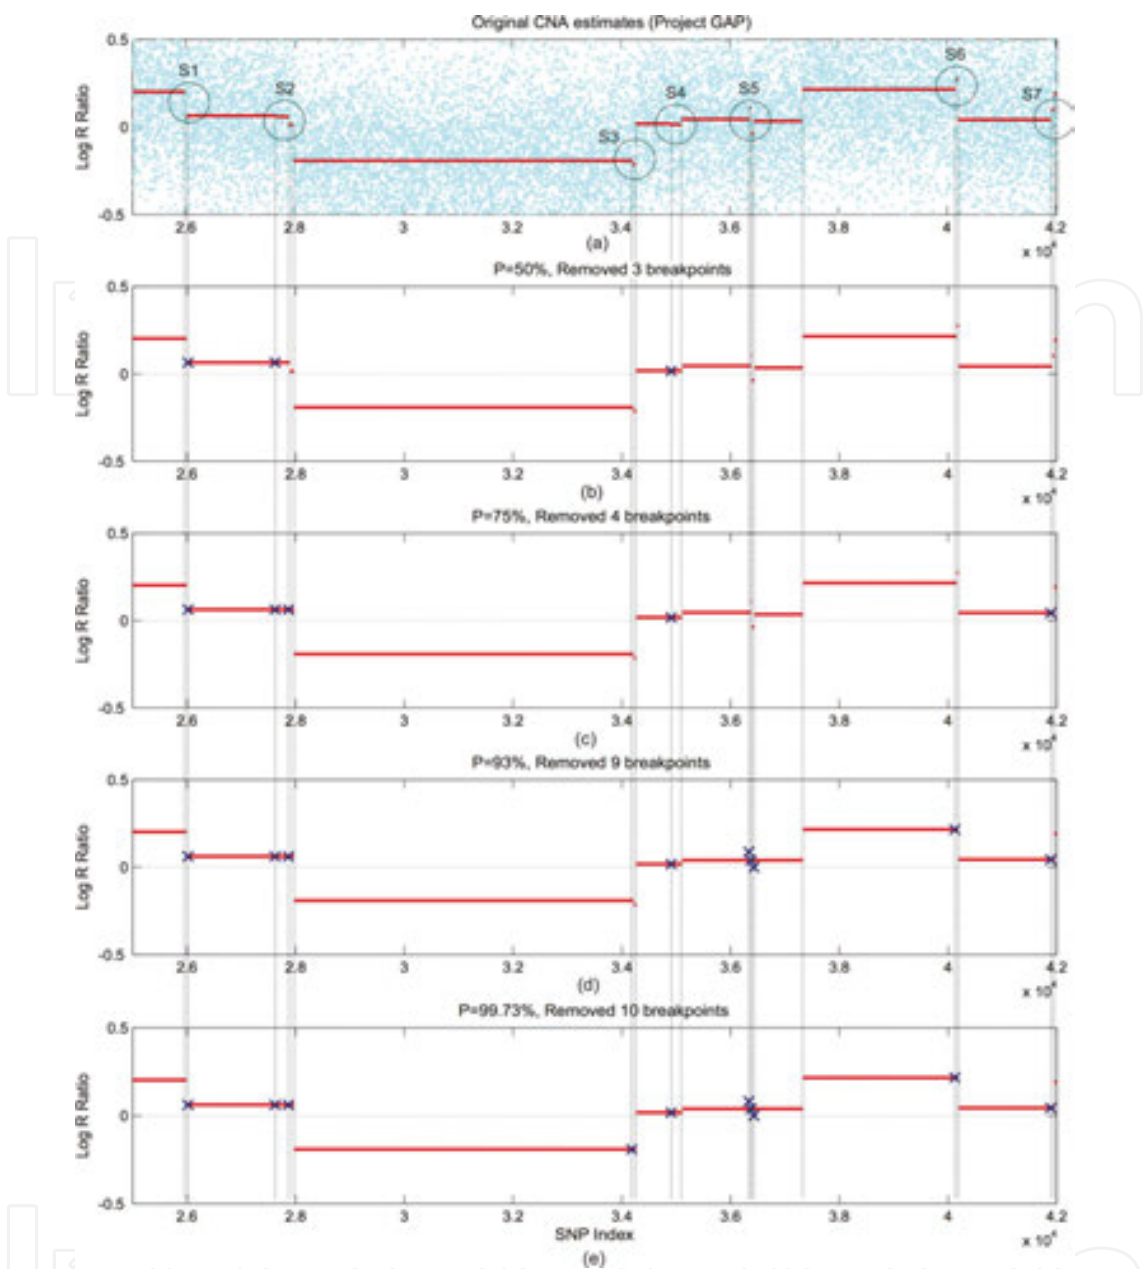 Original CNA estimates (Project GAP)
0.5
S1
S2
S3
S4
S5
S6
S7
Log R Ratio
0
-0.5
2.6 2.8 3 3.2 3.4 3.6 3.8 4 4.2
x 10⁴
(a)
P=50%, Removed 3 breakpoints
0.5
Log R Ratio
0
-0.5
2.6 2.8 3 3.2 3.4 3.6 3.8 4 4.2
x 10⁴
(b)
P=75%, Removed 4 breakpoints
0.5
Log R Ratio
0
-0.5
2.6 2.8 3 3.2 3.4 3.6 3.8 4 4.2
x 10⁴
(c)
P=93%, Removed 9 breakpoints
0.5
Log R Ratio
0
-0.5
2.6 2.8 3 3.2 3.4 3.6 3.8 4 4.2
x 10⁴
(d)
P=99.73%, Removed 10 breakpoints
0.5
Log R Ratio
0
-0.5
2.6 2.8 3 3.2 3.4 3.6 3.8 4 4.2
SNP Index
x 10⁴
(e)